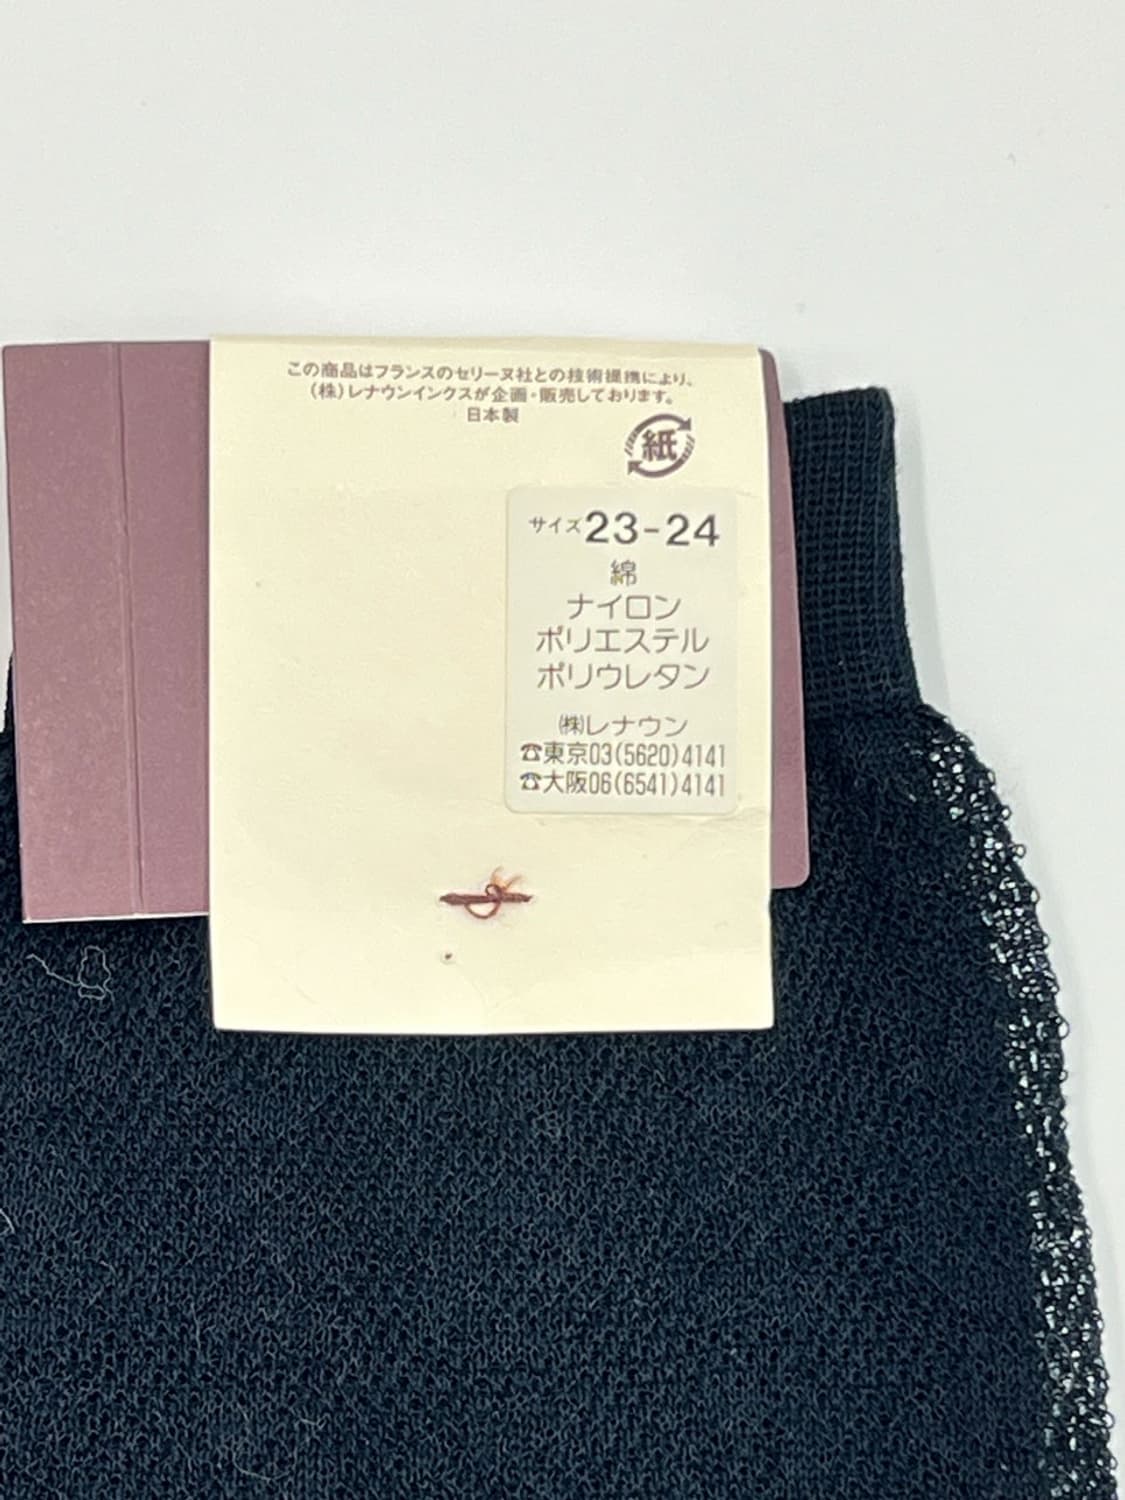 この商品はフランスのセリーヌ社との技術提携により、
(株)レナウンインクスが企画・販売しております。
日本製
紙
サイズ23-24
綿
ナイロン
ポリエステル
ポリウレタン
㈱レナウン
☎東京03(5620)4141
☎大阪06(6541)4141